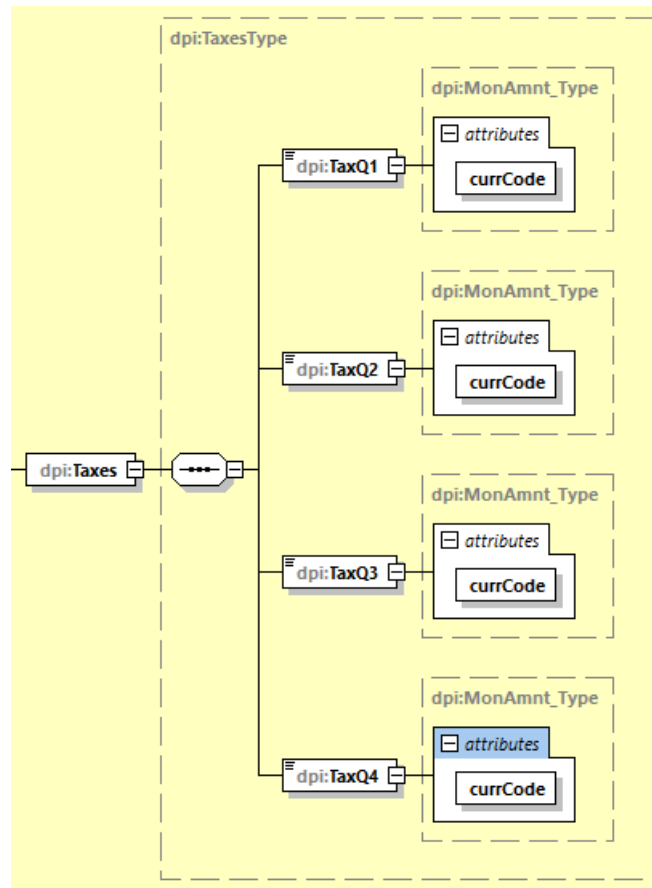 dpi:TaxesType
dpi:MonAmnt_Type
attributes
dpi:TaxQ1
currCode
dpi:MonAmnt_Type
attributes
dpi:TaxQ2
currCode
dpi:Taxes
dpi:MonAmnt_Type
attributes
dpi:TaxQ3
currCode
dpi:MonAmnt_Type
attributes
dpi:TaxQ4
currCode